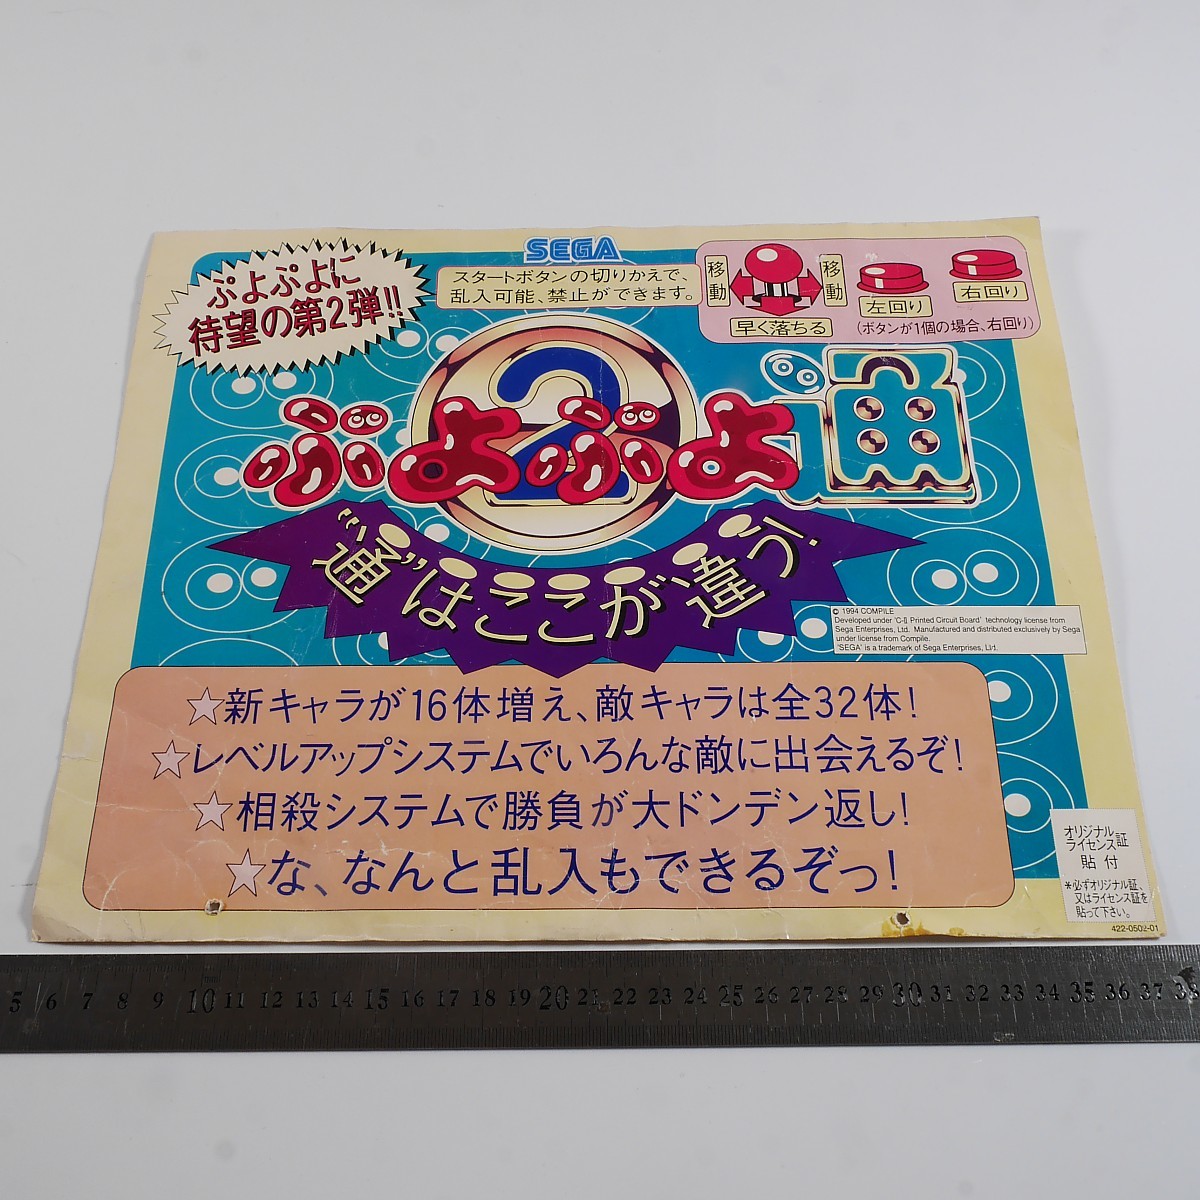 SEGA
ぷよぷよに
待望の第2弾!!
スタートボタンの切りかえで、
乱入可能、禁止ができます。
移動
移動
早く落ちる
左回り
右回り
(ボタンが1個の場合、右回り)
2
ぷよぷよ通
"通"はここが違う!
© 1994 COMPILE
Developed under 'C-II Printed Circuit Board' technology license from
Sega Enterprises, Ltd. Manufactured and distributed exclusively by Sega
under license from Compile.
"SEGA" is a trademark of Sega Enterprises, Ltd.
☆新キャラが16体増え、敵キャラは全32体!
☆レベルアップシステムでいろんな敵に出会えるぞ!
☆相殺システムで勝負が大ドンデン返し!
☆な、なんと乱入もできるぞっ!
オリジナル
ライセンス証
貼付
*必ずオリジナル証、
又はライセンス証を
貼って下さい。
422-0502-01
5 6 7 8 9 10 11 12 13 14 15 16 17 18 19 20 21 22 23 24 25 26 27 28 29 30 31 32 33 34 35 36 37 38